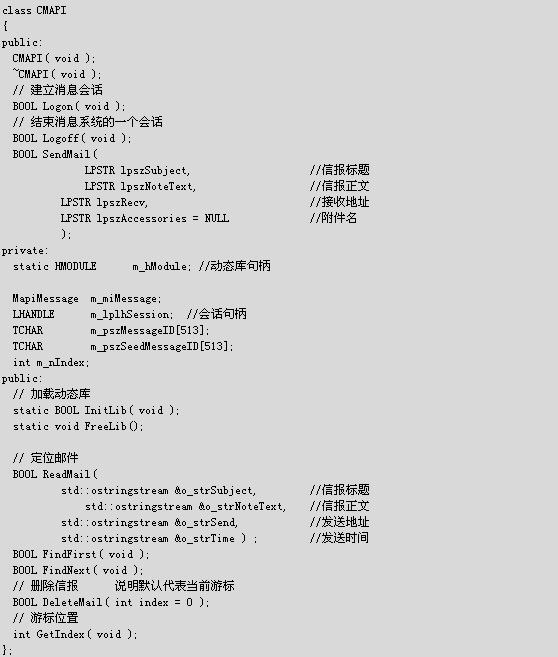 class CMAPI
{
public:
CMAPI( void );
~CMAPI( void );
// 建立消息会话
BOOL Logon( void );
// 结束消息系统的一个会话
BOOL Logoff( void );
BOOL SendMail(
LPSTR lpszSubject, //信报标题
LPSTR lpszNoteText, //信报正文
LPSTR lpszRecv, //接收地址
LPSTR lpszAccessories = NULL //附件名
);
private:
static HMODULE m_hModule; //动态库句柄
MapiMessage m_miMessage;
LHANDLE m_lplhSession; //会话句柄
TCHAR m_pszMessageID[513];
TCHAR m_pszSeedMessageID[513];
int m_nIndex;
public:
// 加载动态库
static BOOL InitLib( void );
static void FreeLib();
// 定位邮件
BOOL ReadMail(
std::ostringstream &o_strSubject, //信报标题
std::ostringstream &o_strNoteText, //信报正文
std::ostringstream &o_strSend, //发送地址
std::ostringstream &o_strTime ) ; //发送时间
BOOL FindFirst( void );
BOOL FindNext( void );
// 删除信报 说明默认代表当前游标
BOOL DeleteMail( int index = 0 );
// 游标位置
int GetIndex( void );
};